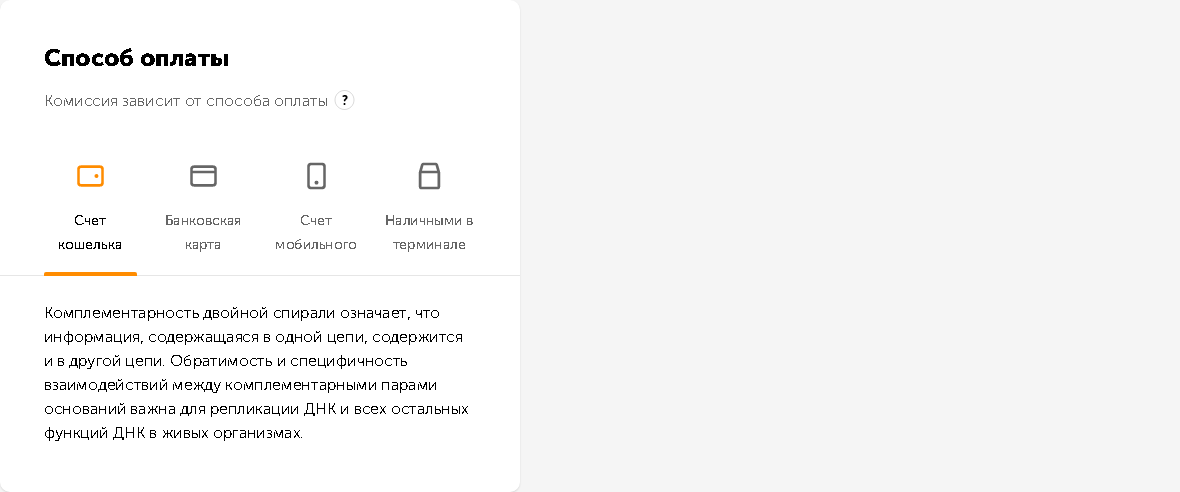 Способ оплаты
Комиссия зависит от способа оплаты ?
Счет кошелька
Банковская карта
Счет мобильного
Наличными в терминале
Комплементарность двойной спирали означает, что
информация, содержащаяся в одной цепи, содержится
и в другой цепи. Обратимость и специфичность
взаимодействий между комплементарными парами
оснований важна для репликации ДНК и всех остальных
функций ДНК в живых организмах.